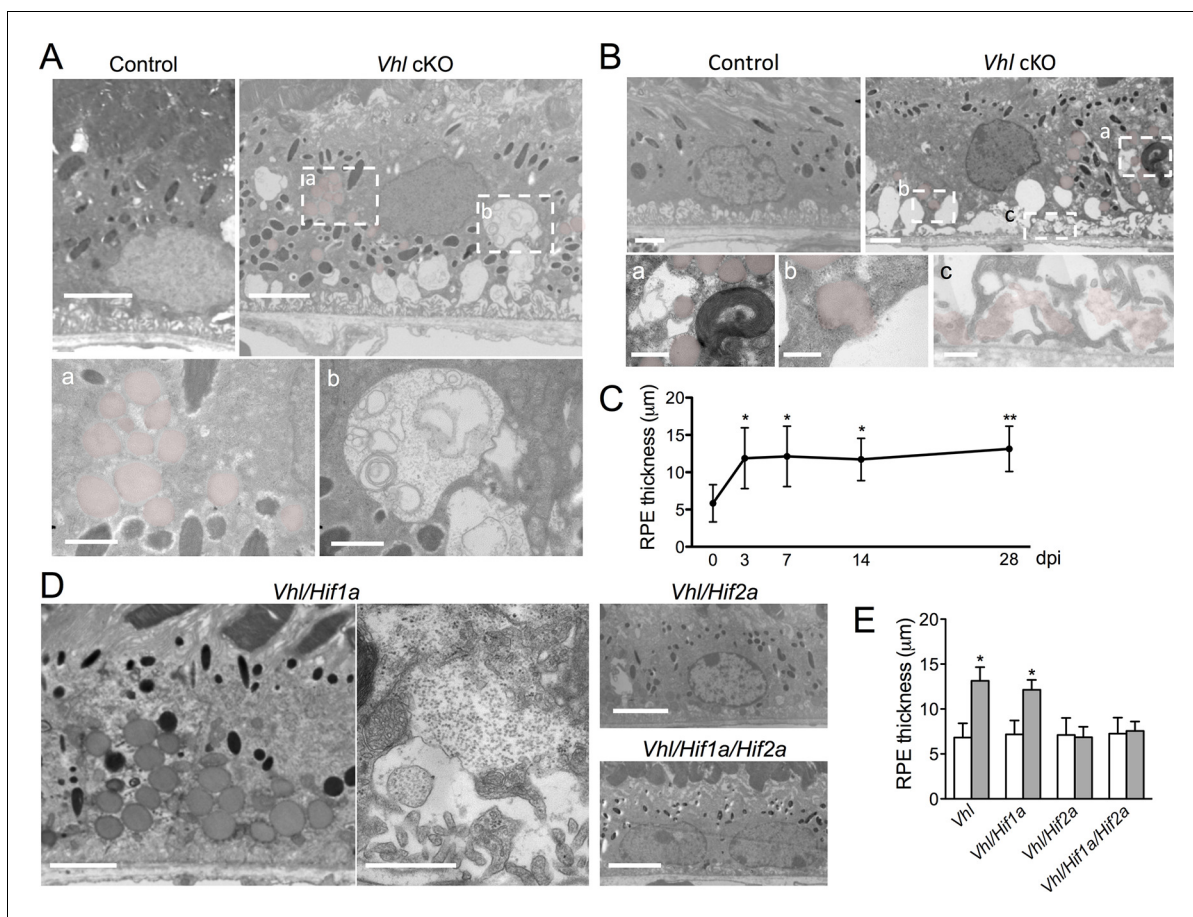 A
Control
Vhl cKO
a
b
a
b
B
Control
Vhl cKO
a
b
c
a
b
c
C
RPE thickness (μm)
20
15
10
5
0
* * * **
0 3 7 14 28 dpi
D
Vhl/Hif1a
Vhl/Hif2a
Vhl/Hif1a/Hif2a
E
RPE thickness (μm)
20
15
10
5
0
* *
Vhl
Vhl/Hif1a
Vhl/Hif2a
Vhl/Hif1a/Hif2a